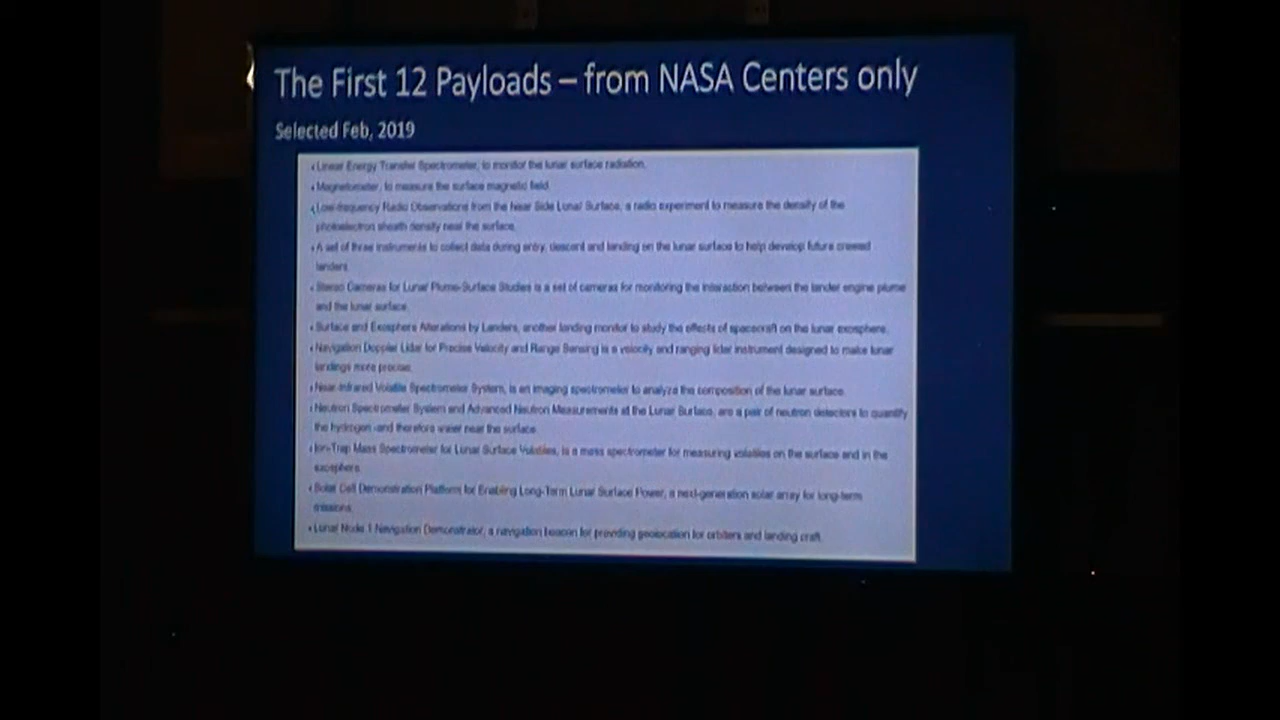 The First 12 Payloads – from NASA Centers only
Selected Feb, 2019
• Linear Energy Transfer Spectrometer, to monitor the lunar surface radiation.
• Magnetometer, to measure the surface magnetic field.
• Low-frequency Radio Observations from the Near Side Lunar Surface, a radio experiment to measure the density of the
photoelectron sheath density near the surface.
• A set of three instruments to collect data during entry, descent and landing on the lunar surface to help develop future crewed
landers.
• Stereo Cameras for Lunar Plume-Surface Studies is a set of cameras for monitoring the interaction between the lander engine plume
and the lunar surface.
• Surface and Exosphere Alterations by Landers, another landing monitor to study the effects of spacecraft on the lunar exosphere.
• Navigation Doppler Lidar for Precise Velocity and Range Sensing is a velocity and ranging lidar instrument designed to make lunar
landings more precise.
• Near-Infrared Volatile Spectrometer System, is an imaging spectrometer to analyze the composition of the lunar surface.
• Neutron Spectrometer System and Advanced Neutron Measurements at the Lunar Surface, are a pair of neutron detectors to quantify
the hydrogen -and therefore water near the surface.
• Ion-Trap Mass Spectrometer for Lunar Surface Volatiles, is a mass spectrometer for measuring volatiles on the surface and in the
exosphere.
• Solar Cell Demonstration Platform for Enabling Long-Term Lunar Surface Power, a next-generation solar array for long-term
missions.
• Lunar Node 1 Navigation Demonstrator, a navigation beacon for providing geolocation for orbiters and landing craft.